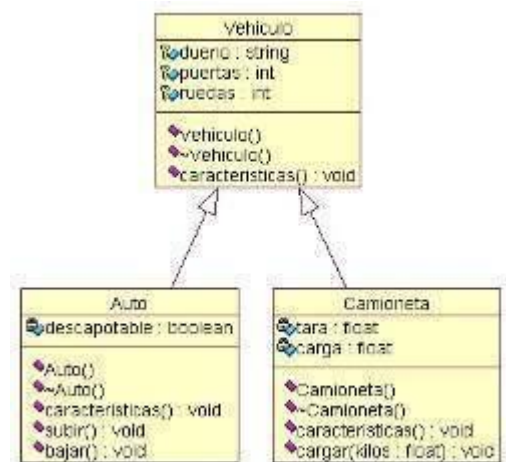 Vehiculo
dueno : string
puertas : int
ruedas : int
Vehiculo()
~Vehiculo()
caracteristicas() : void
Auto
descapotable : boolean
Auto()
~Auto()
caracteristicas() : void
subir() : void
bajar() : void
Camioneta
tara : float
carga : float
Camioneta()
~Camioneta()
caracteristicas() : void
cargar(kilos : float) : void